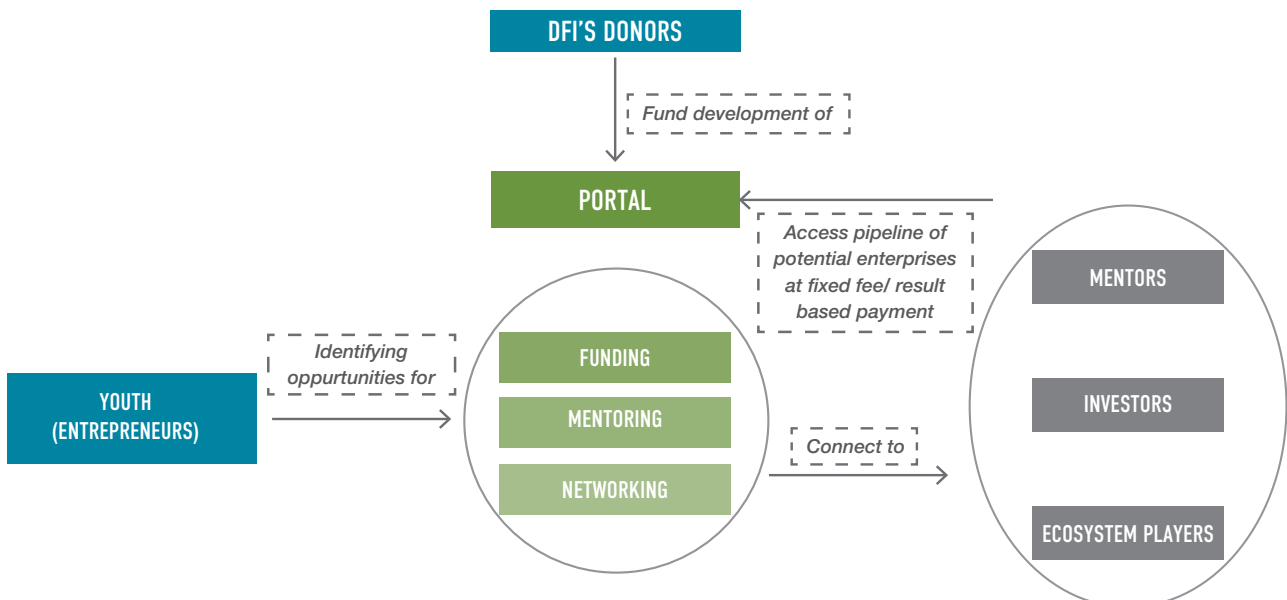 DFI'S DONORS
Fund development of
PORTAL
Access pipeline of
potential enterprises
at fixed fee/ result
based payment
MENTORS
INVESTORS
ECOSYSTEM PLAYERS
Identifying
oppurtunities for
YOUTH
(ENTREPRENEURS)
FUNDING
MENTORING
NETWORKING
Connect to